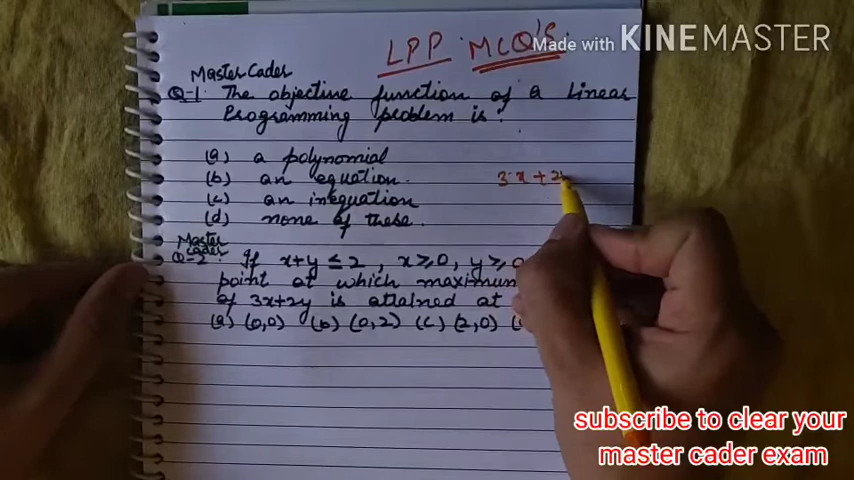 LPP MCQ'S
Made with KINEMASTER
Master Cader
Q-1 The objective function of a Linear
Programming problem is?
(a) a polynomial
(b) an equation.
3x + 2
(c) an inequation
(d) none of these.
Master Cader
Q-2: If x+y ≤ 2, x ≥ 0, y ≥ 0
point at which maximum
of 3x+2y is attained at
(a) (0,0) (b) (0,2) (c) (2,0)
subscribe to clear your
master cader exam